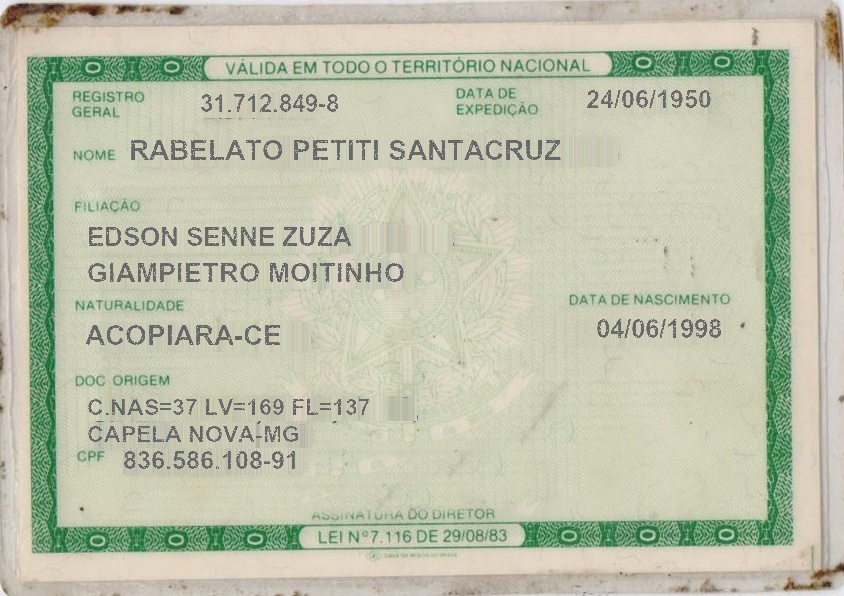 VÁLIDA EM TODO O TERRITÓRIO NACIONAL
REGISTRO GERAL 31.712.849-8 DATA DE EXPEDIÇÃO 24/06/1950
NOME RABELATO PETITI SANTACRUZ
FILIAÇÃO
EDSON SENNE ZUZA
GIAMPIETRO MOITINHO
NATURALIDADE DATA DE NASCIMENTO
ACOPIARA-CE 04/06/1998
DOC ORIGEM
C.NAS=37 LV=169 FL=137
CAPELA NOVA-MG
CPF 836.586.108-91
ASSINATURA DO DIRETOR
LEI Nº 7.116 DE 29/08/83